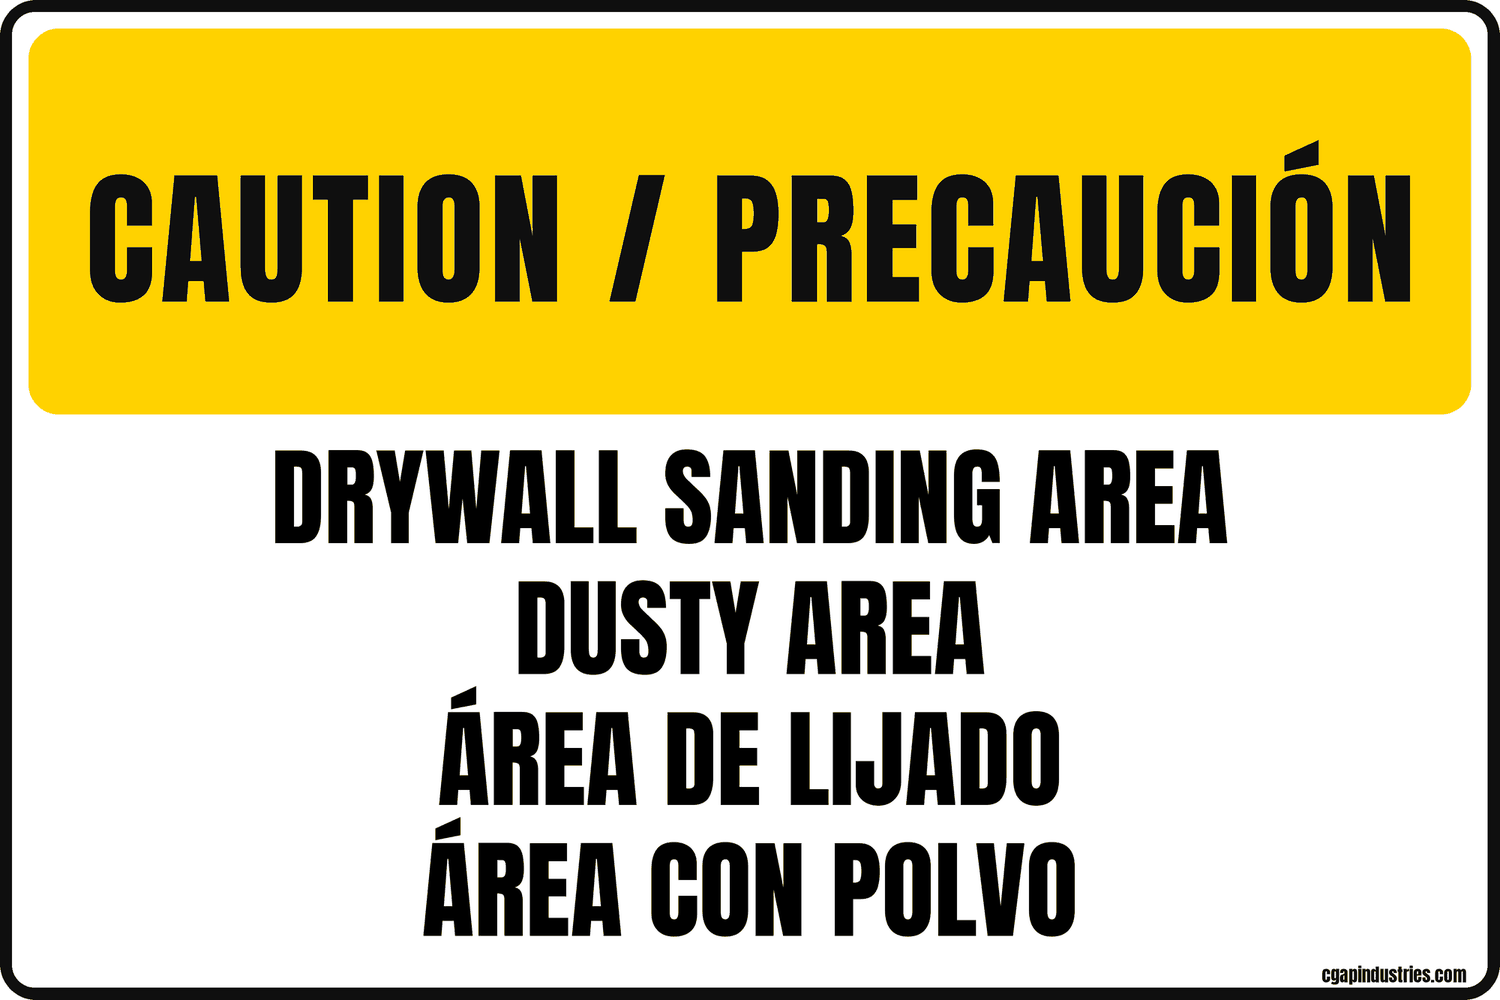 CAUTION / PRECAUCIÓN
DRYWALL SANDING AREA
DUSTY AREA
ÁREA DE LIJADO
ÁREA CON POLVO
cgapindustries.com